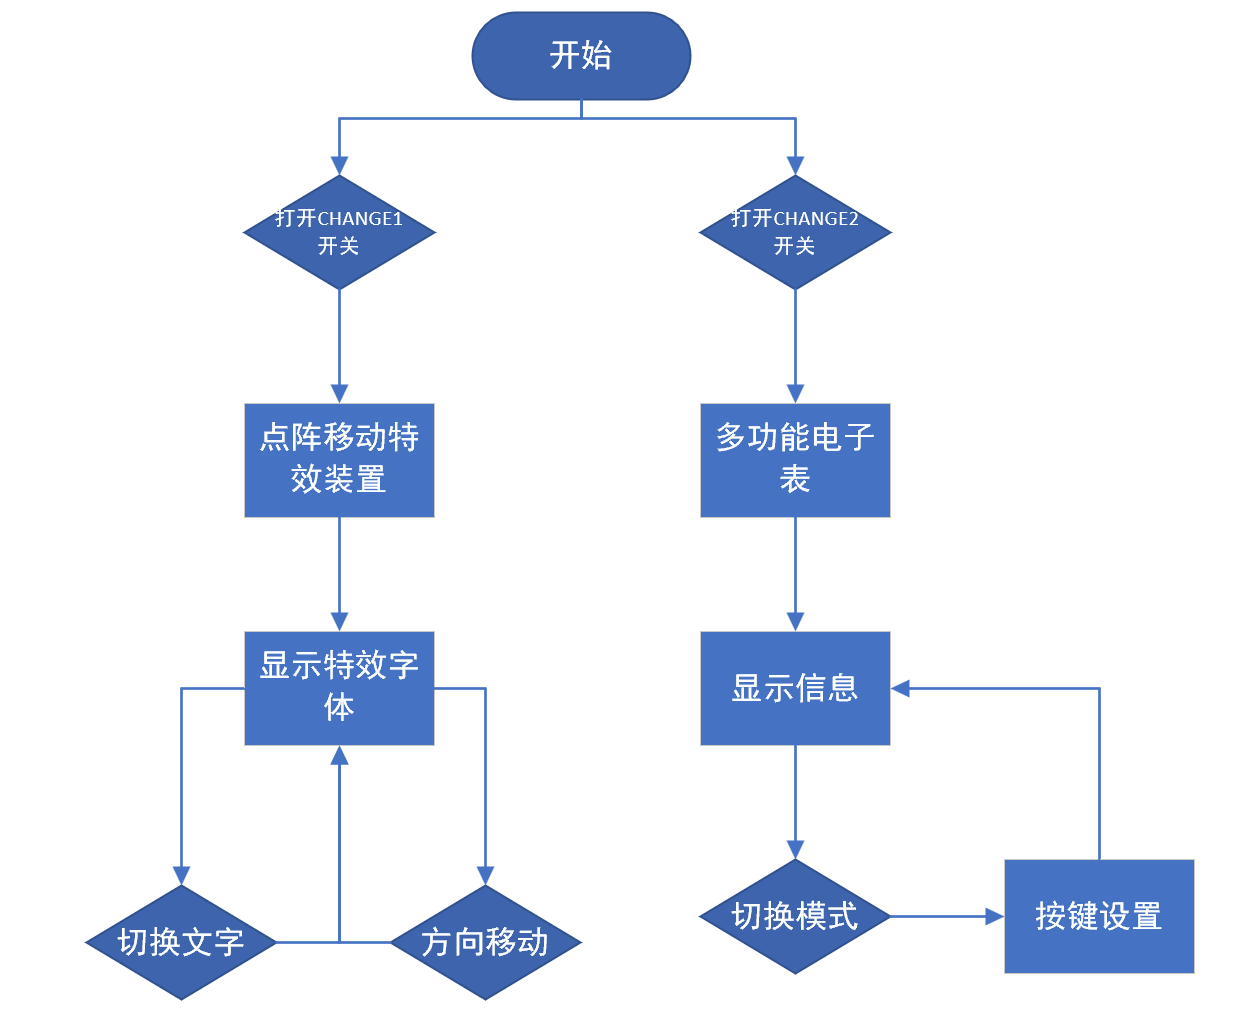 开始
打开CHANGE1
开关
打开CHANGE2
开关
点阵移动特
效装置
多功能电子
表
显示特效字
体
显示信息
切换文字
方向移动
切换模式
按键设置